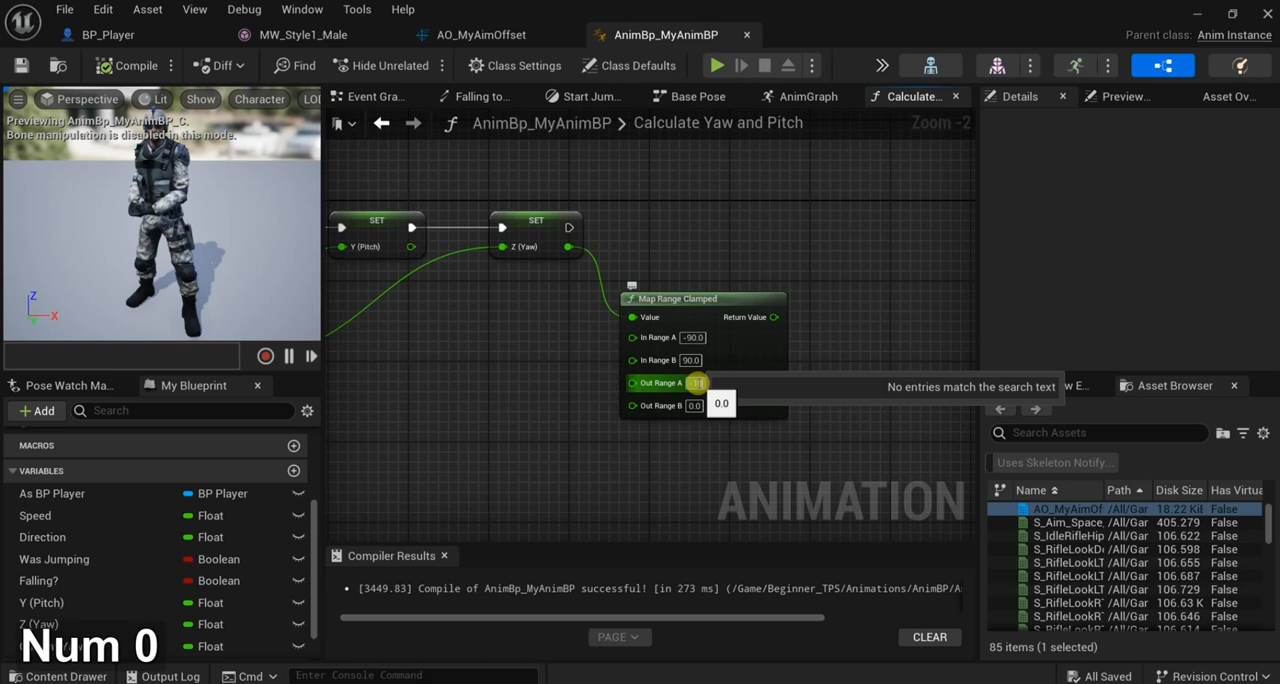 File Edit Asset View Debug Window Tools Help
BP_Player MW_Style1_Male AO_MyAimOffset AnimBp_MyAnimBP Parent class: Anim Instance
Compile Diff Find Hide Unrelated Class Settings Class Defaults
Perspective Lit Show Character LOD
Event Gra... Falling to... Start Jum... Base Pose AnimGraph Calculate... Details Preview... Asset Ov...
Previewing AnimBp_MyAnimBP_C.
Bone manipulation is disabled in this mode.
AnimBp_MyAnimBP Calculate Yaw and Pitch Zoom -2
SET SET
Y (Pitch) Z (Yaw)
Map Range Clamped
Value Return Value
In Range A -90.0
In Range B 90.0
Out Range A
Out Range B 0.0
0.0
No entries match the search text
ANIMATION
Z
X
Pose Watch Ma... My Blueprint w E... Asset Browser
Add Search
Search Assets
MACROS
Uses Skeleton Notify...
VARIABLES
Name Path Disk Size Has Virtua
As BP Player BP Player
Speed Float
Direction Float
Was Jumping Boolean
Falling? Boolean
Y (Pitch) Float
Z (Yaw) Float
Float
AO_MyAimOf /All/Gar 18.22 KiB False
S_Aim_Space /All/Gar 405.279 False
S_IdleRifleHip /All/Gar 106.622 False
S_RifleLookD /All/Gar 106.598 False
S_RifleLookLT /All/Gar 106.655 False
S_RifleLookLT /All/Gar 106.687 False
S_RifleLookLT /All/Gar 106.729 False
S_RifleLookR /All/Gar 106.63 K False
S_RifleLookR /All/Gar 106.646 False
S_RifleLookR /All/Gar 106.614 False
85 items (1 selected)
Compiler Results
[3449.83] Compile of AnimBp_MyAnimBP successful! [in 273 ms] (/Game/Beginner_TPS/Animations/AnimBP/A
PAGE CLEAR
Num 0
Content Drawer Output Log Cmd Enter Console Command All Saved Revision Control